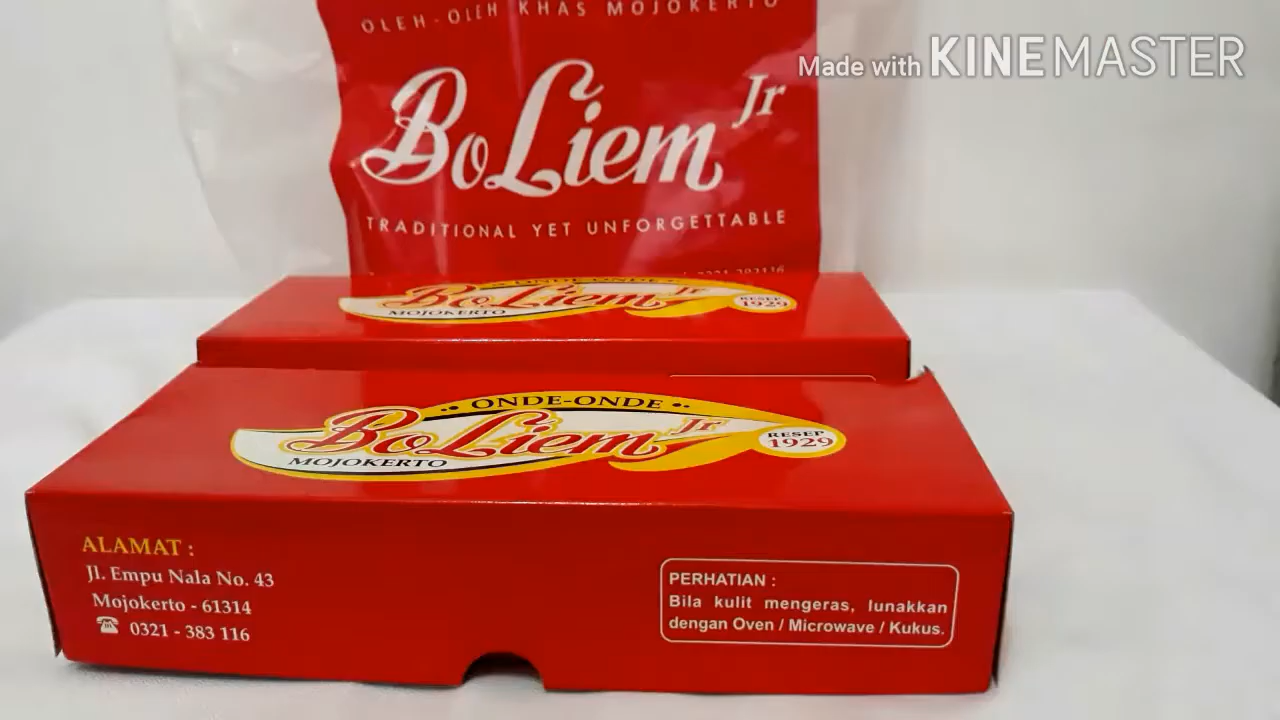 OLEH-OLEH KHAS MOJOKERTO
Made with KINEMASTER
BoLiem Jr
TRADITIONAL YET UNFORGETTABLE
ONDE-ONDE
BoLiem Jr
MOJOKERTO
RESEP
1929
•• ONDE-ONDE ••
BoLiem Jr
MOJOKERTO
RESEP
1929
ALAMAT :
Jl. Empu Nala No. 43
Mojokerto - 61314
☎ 0321 - 383 116
PERHATIAN :
Bila kulit mengeras, lunakkan
dengan Oven / Microwave / Kukus.